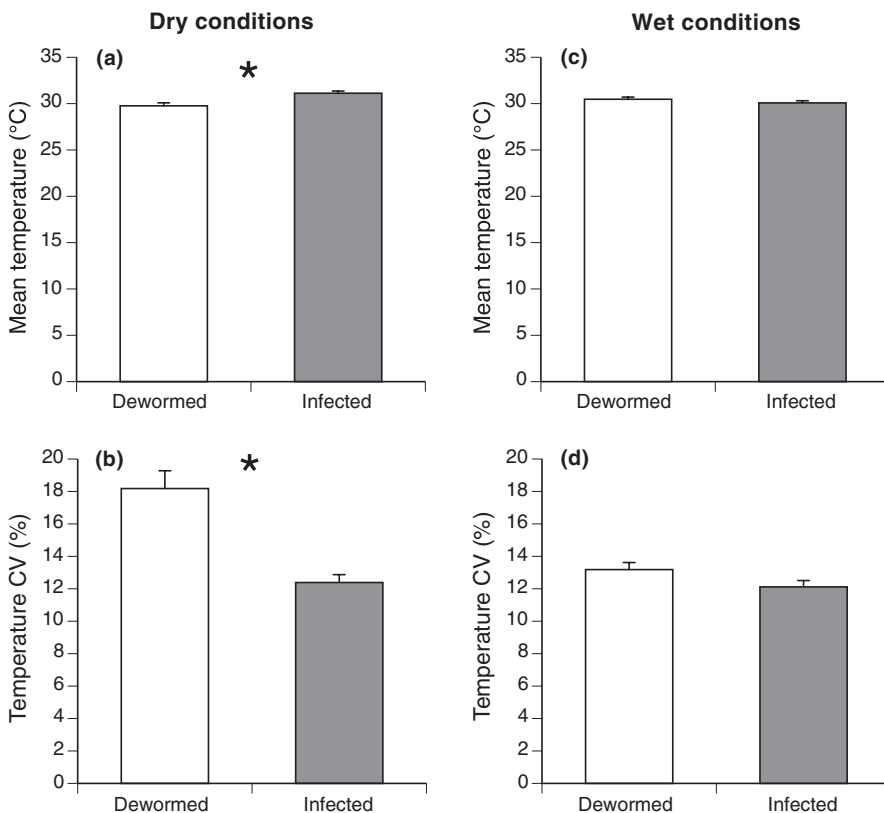 Dry conditions
(a)
*
Mean temperature (°C)
35
30
25
20
15
10
5
0
Dewormed
Infected
Wet conditions
(c)
Mean temperature (°C)
35
30
25
20
15
10
5
0
Dewormed
Infected
(b)
*
Temperature CV (%)
20
18
16
14
12
10
8
6
4
2
0
Dewormed
Infected
(d)
Temperature CV (%)
20
18
16
14
12
10
8
6
4
2
0
Dewormed
Infected